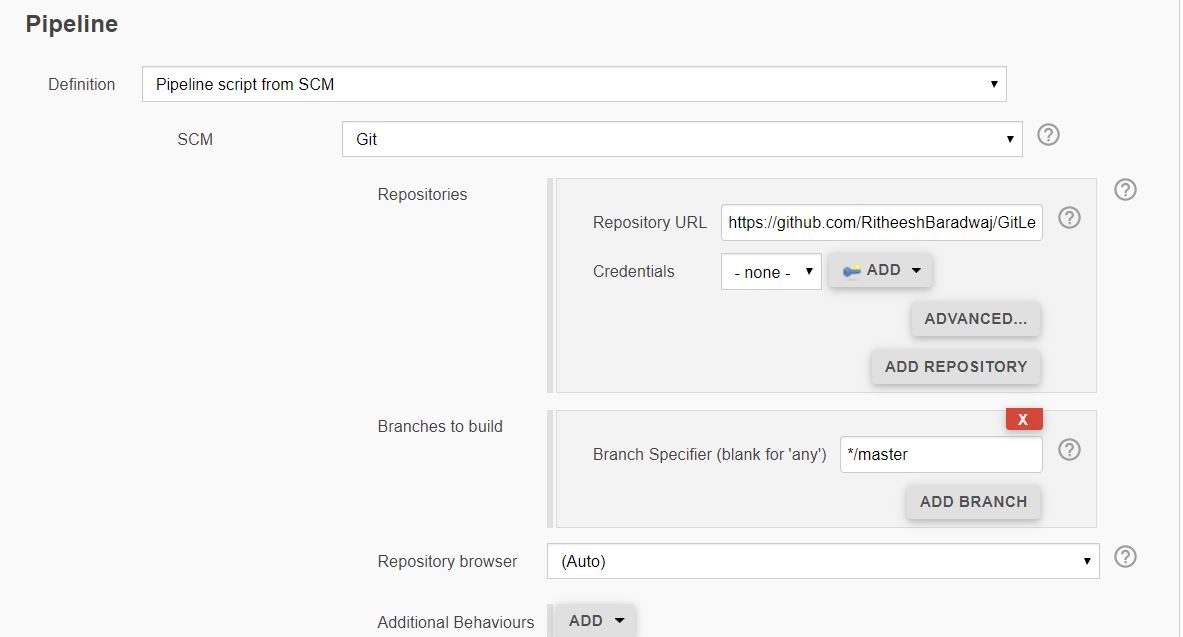 Pipeline
Definition Pipeline script from SCM
SCM Git
Repositories
Repository URL https://github.com/RitheeshBaradwaj/GitLe
Credentials - none - ADD
ADVANCED...
ADD REPOSITORY
X
Branches to build
Branch Specifier (blank for 'any') */master
ADD BRANCH
Repository browser (Auto)
Additional Behaviours ADD